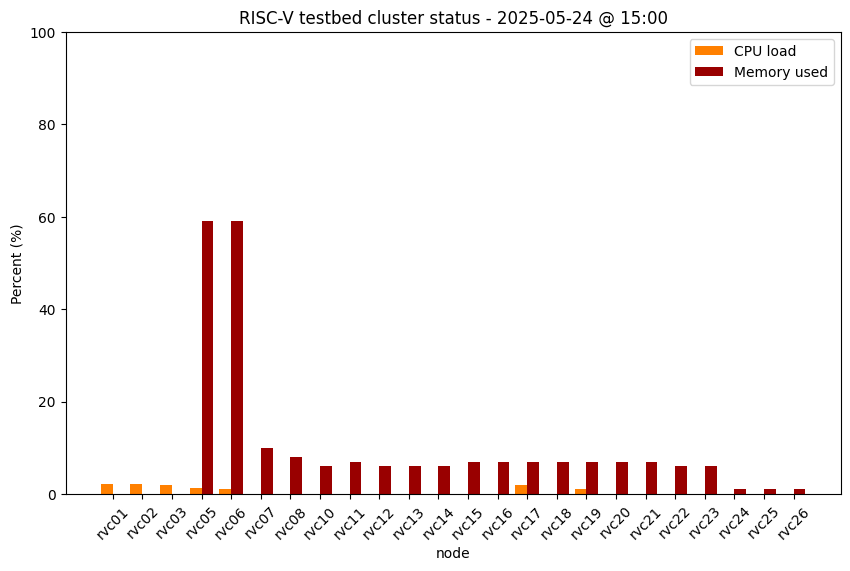 RISC-V testbed cluster status - 2025-05-24 @ 15:00
CPU load
Memory used
Percent (%)
100
80
60
40
20
0
rvc01 rvc02 rvc03 rvc05 rvc06 rvc07 rvc08 rvc10 rvc11 rvc12 rvc13 rvc14 rvc15 rvc16 rvc17 rvc18 rvc19 rvc20 rvc21 rvc22 rvc23 rvc24 rvc25 rvc26
node